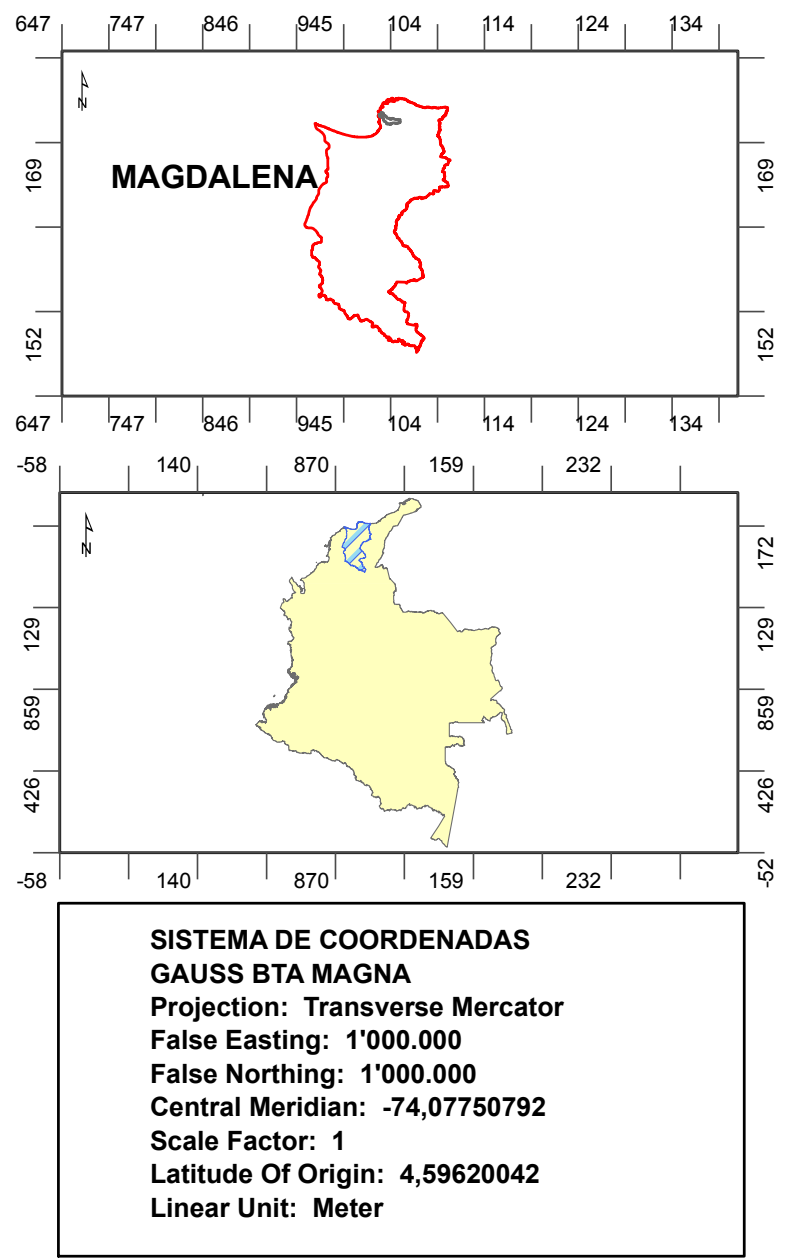 647 747 846 945 104 114 124 134
N
MAGDALENA
169 169
152 152
647 747 846 945 104 114 124 134
-58 140 870 159 232
N
172
129 129
859 859
426 426
-52
-58 140 870 159 232
SISTEMA DE COORDENADAS
GAUSS BTA MAGNA
Projection: Transverse Mercator
False Easting: 1'000.000
False Northing: 1'000.000
Central Meridian: -74,07750792
Scale Factor: 1
Latitude Of Origin: 4,59620042
Linear Unit: Meter